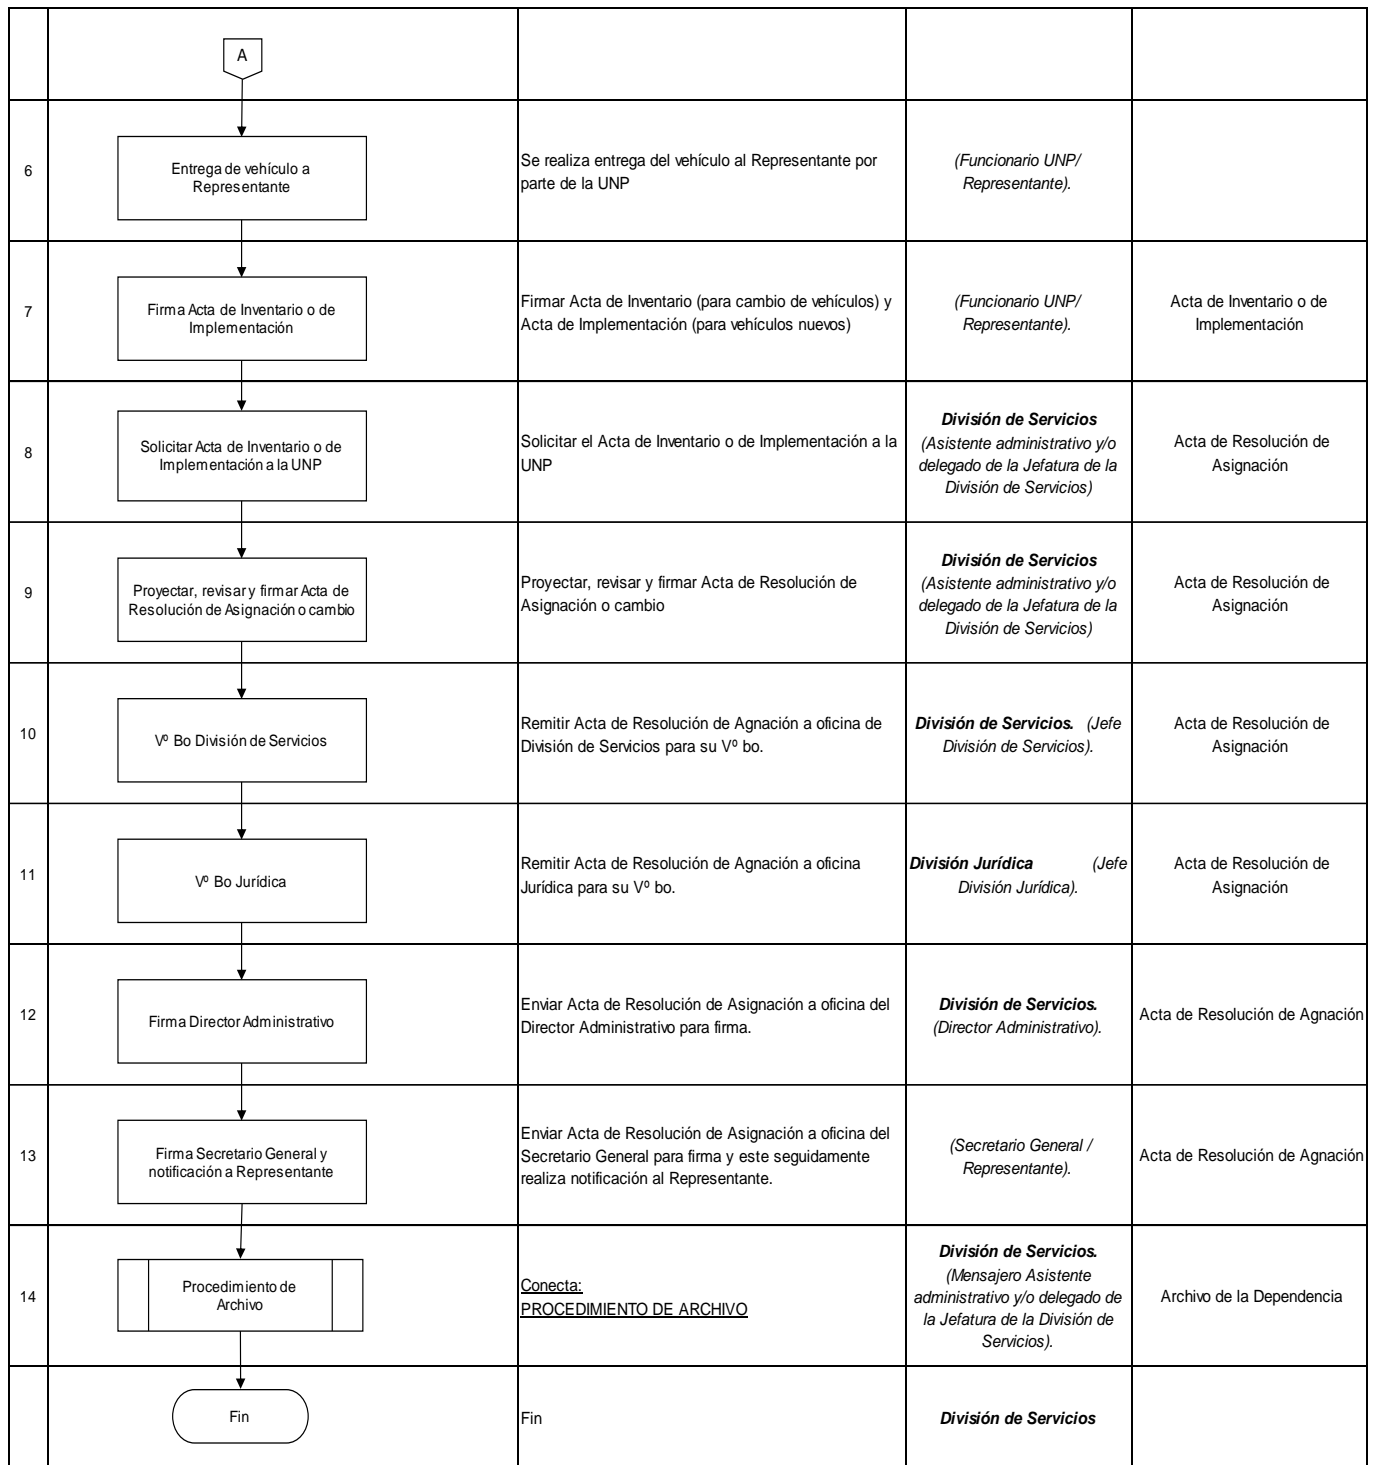 A
6
Entrega de vehículo a
Representante
Se realiza entrega del vehículo al Representante por
parte de la UNP
(Funcionario UNP/
Representante).
7
Firma Acta de Inventario o de
Implementación
Firmar Acta de Inventario (para cambio de vehículos) y
Acta de Implementación (para vehículos nuevos)
(Funcionario UNP/
Representante).
Acta de Inventario o de
Implementación
8
Solicitar Acta de Inventario o de
Implementación a la UNP
Solicitar el Acta de Inventario o de Implementación a la
UNP
División de Servicios
(Asistente administrativo y/o
delegado de la Jefatura de la
División de Servicios)
Acta de Resolución de
Asignación
9
Proyectar, revisar y firmar Acta de
Resolución de Asignación o cambio
Proyectar, revisar y firmar Acta de Resolución de
Asignación o cambio
División de Servicios
(Asistente administrativo y/o
delegado de la Jefatura de la
División de Servicios)
Acta de Resolución de
Asignación
10
Vº Bo División de Servicios
Remitir Acta de Resolución de Agnación a oficina de
División de Servicios para su Vº bo.
División de Servicios. (Jefe
División de Servicios).
Acta de Resolución de
Asignación
11
Vº Bo Jurídica
Remitir Acta de Resolución de Agnación a oficina
Jurídica para su Vº bo.
División Jurídica (Jefe
División Jurídica).
Acta de Resolución de
Asignación
12
Firma Director Administrativo
Enviar Acta de Resolución de Asignación a oficina del
Director Administrativo para firma.
División de Servicios.
(Director Administrativo).
Acta de Resolución de Agnación
13
Firma Secretario General y
notificación a Representante
Enviar Acta de Resolución de Asignación a oficina del
Secretario General para firma y este seguidamente
realiza notificación al Representante.
(Secretario General /
Representante).
Acta de Resolución de Agnación
14
Procedimiento de
Archivo
Conecta:
PROCEDIMIENTO DE ARCHIVO
División de Servicios.
(Mensajero Asistente
administrativo y/o delegado de
la Jefatura de la División de
Servicios).
Archivo de la Dependencia
Fin
Fin
División de Servicios